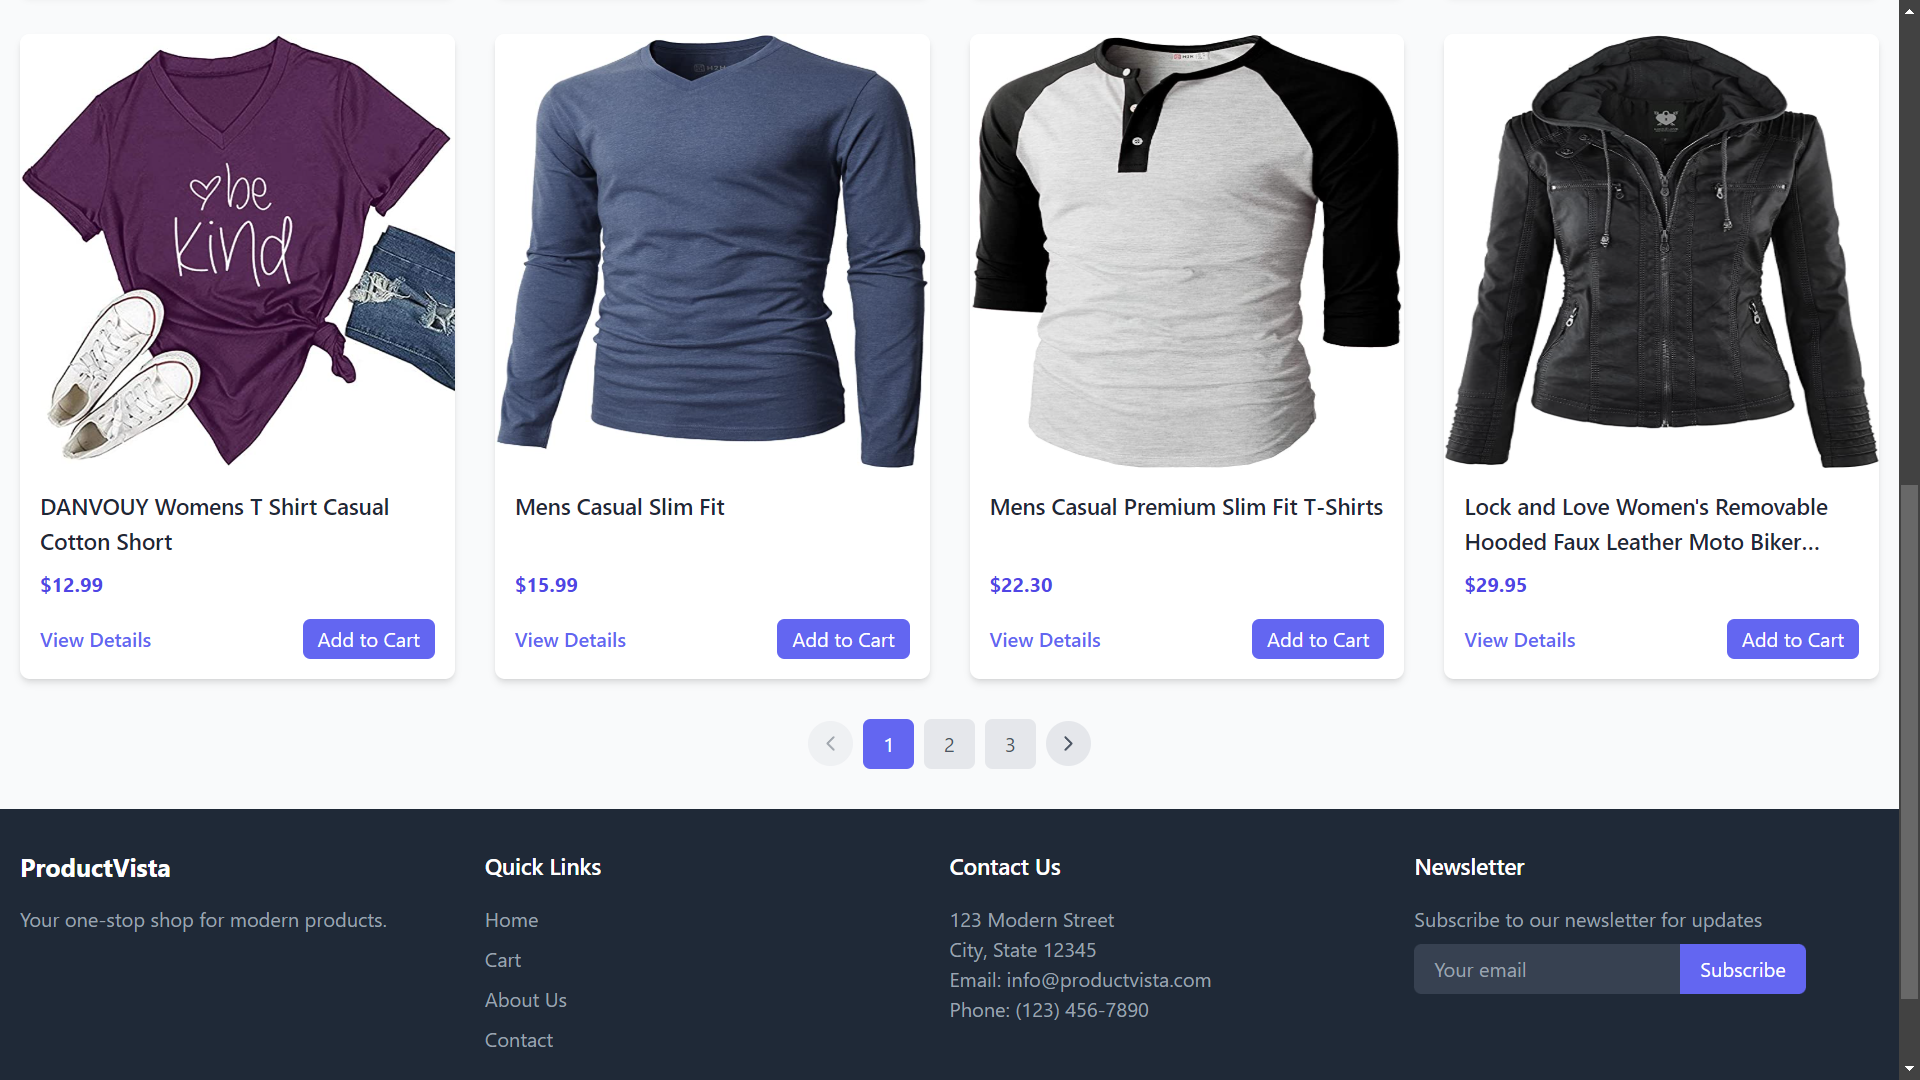 be
kind
H2H
DANVOUY Womens T Shirt Casual
Cotton Short
$12.99
View Details
Add to Cart
Mens Casual Slim Fit
$15.99
View Details
Add to Cart
Mens Casual Premium Slim Fit T-Shirts
$22.30
View Details
Add to Cart
Lock and Love Women's Removable
Hooded Faux Leather Moto Biker...
$29.95
View Details
Add to Cart
1
2
3
ProductVista
Your one-stop shop for modern products.
Quick Links
Home
Cart
About Us
Contact
Contact Us
123 Modern Street
City, State 12345
Email: info@productvista.com
Phone: (123) 456-7890
Newsletter
Subscribe to our newsletter for updates
Your email
Subscribe